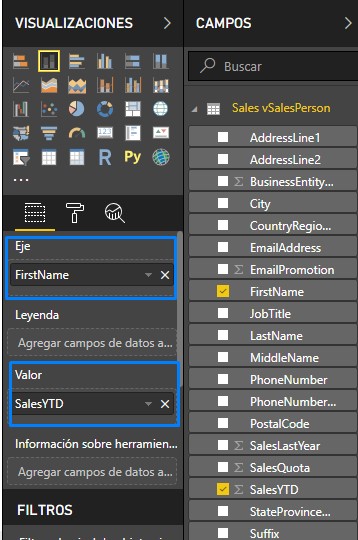 VISUALIZACIONES
R Py
...
Eje
FirstName
Leyenda
Agregar campos de datos a...
Valor
SalesYTD
Información sobre herramien...
Agregar campos de datos a...
FILTROS
CAMPOS
Buscar
Sales vSalesPerson
AddressLine1
AddressLine2
Σ BusinessEntity...
City
CountryRegio...
EmailAddress
Σ EmailPromotion
FirstName
JobTitle
LastName
MiddleName
PhoneNumber
PhoneNumber...
PostalCode
Σ SalesLastYear
Σ SalesQuota
Σ SalesYTD
StateProvince...
Suffix